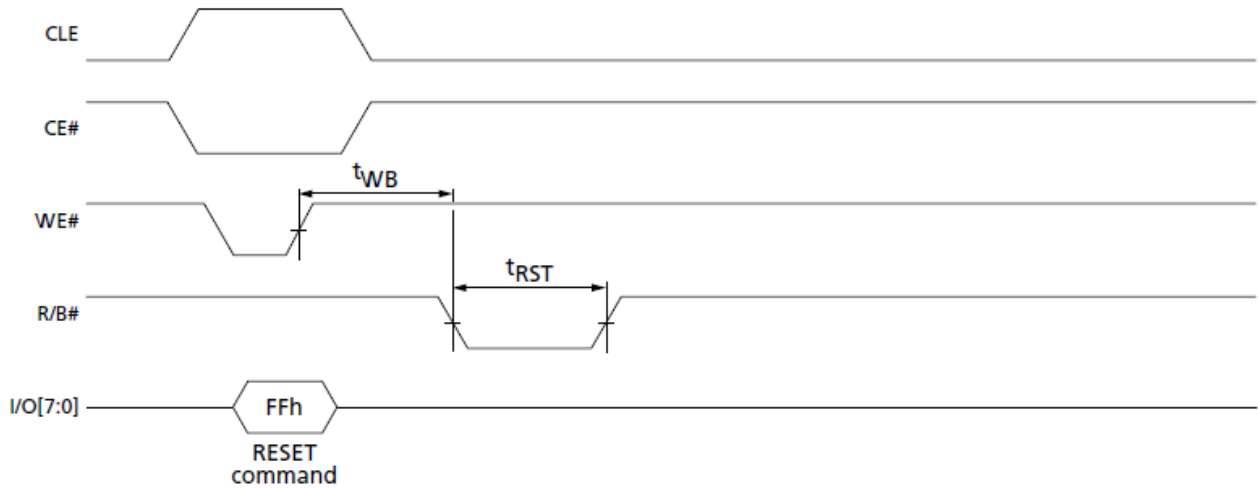 CLE
CE#
tWB
WE#
tRST
R/B#
I/O[7:0]
FFh
RESET
command